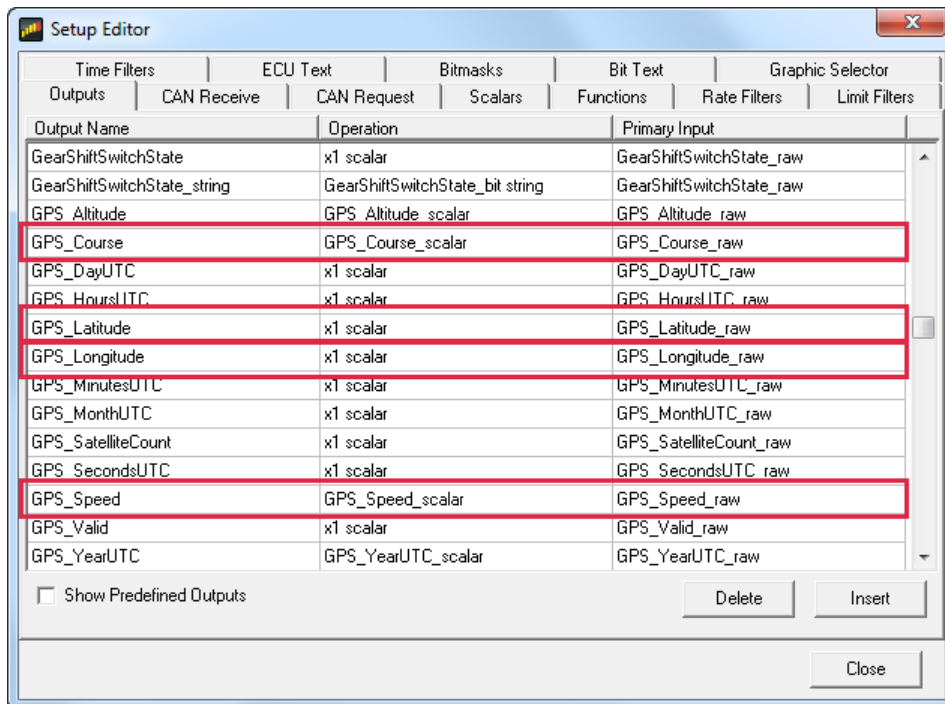 Setup Editor
Time Filters ECU Text Bitmasks Bit Text Graphic Selector
Outputs CAN Receive CAN Request Scalars Functions Rate Filters Limit Filters
Output Name Operation Primary Input
GearShiftSwitchState x1 scalar GearShiftSwitchState_raw
GearShiftSwitchState_string GearShiftSwitchState_bit string GearShiftSwitchState_raw
GPS_Altitude GPS_Altitude_scalar GPS_Altitude_raw
GPS_Course GPS_Course_scalar GPS_Course_raw
GPS_DayUTC x1 scalar GPS_DayUTC_raw
GPS_HoursUTC x1 scalar GPS_HoursUTC_raw
GPS_Latitude x1 scalar GPS_Latitude_raw
GPS_Longitude x1 scalar GPS_Longitude_raw
GPS_MinutesUTC x1 scalar GPS_MinutesUTC_raw
GPS_MonthUTC x1 scalar GPS_MonthUTC_raw
GPS_SatelliteCount x1 scalar GPS_SatelliteCount_raw
GPS_SecondsUTC x1 scalar GPS_SecondsUTC_raw
GPS_Speed GPS_Speed_scalar GPS_Speed_raw
GPS_Valid x1 scalar GPS_Valid_raw
GPS_YearUTC GPS_YearUTC_scalar GPS_YearUTC_raw
Show Predefined Outputs Delete Insert
Close